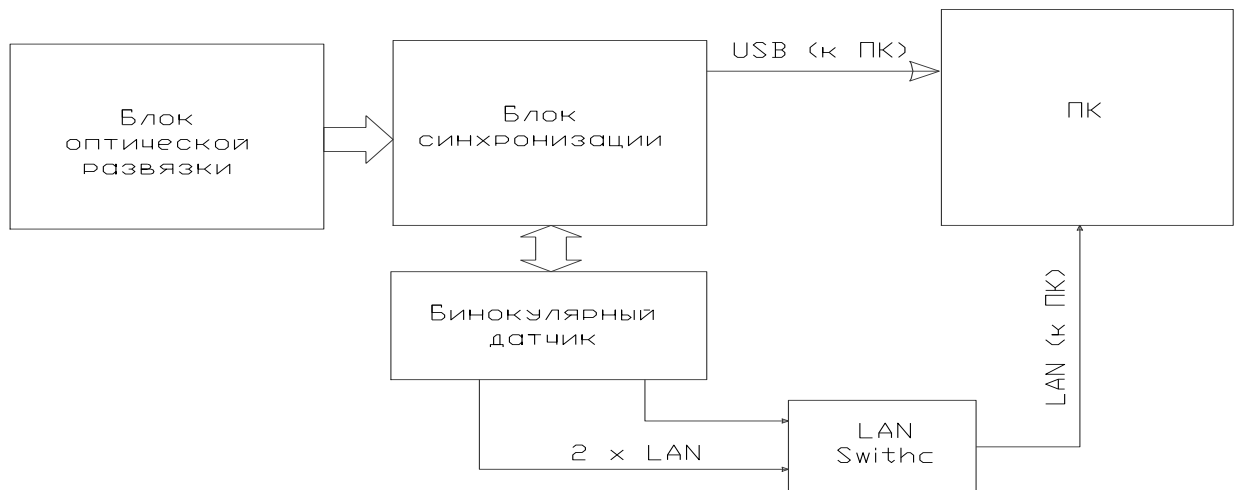 Блок
оптической
развязки
Блок
синхронизации
USB (к ПК)
ПК
Бинокулярный
датчик
LAN (к ПК)
2 x LAN
LAN
Swithc